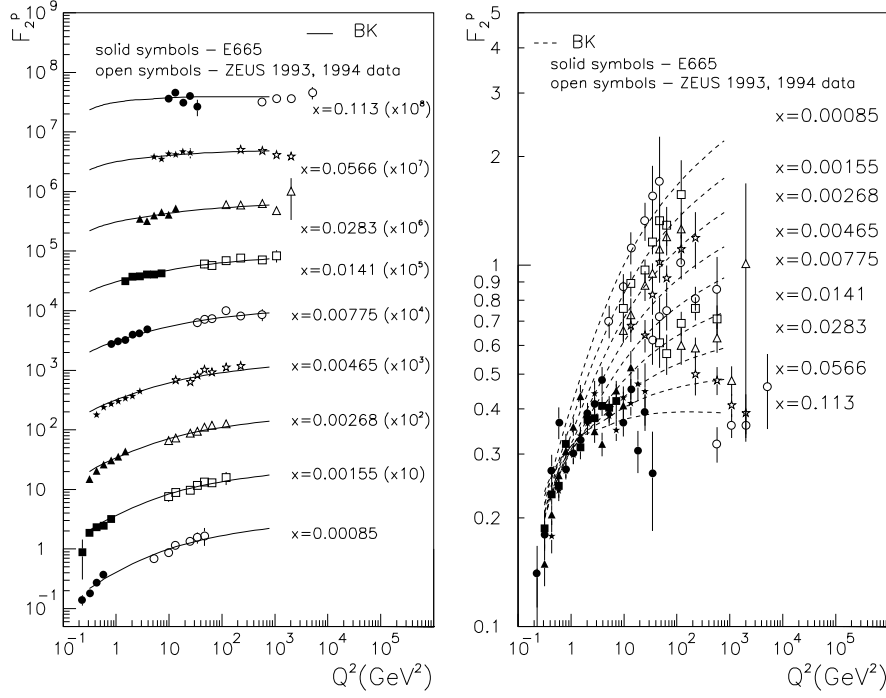 F₂ᵖ
10⁹
10⁸
10⁷
10⁶
10⁵
10⁴
10³
10²
10
1
10⁻¹
BK
solid symbols – E665
open symbols – ZEUS 1993, 1994 data
x=0.113 (x10⁸)
x=0.0566 (x10⁷)
x=0.0283 (x10⁶)
x=0.0141 (x10⁵)
x=0.00775 (x10⁴)
x=0.00465 (x10³)
x=0.00268 (x10²)
x=0.00155 (x10)
x=0.00085
10⁻¹ 1 10 10² 10³ 10⁴ 10⁵
Q²(GeV²)
F₂ᵖ
5
4
3
2
1
0.9
0.8
0.7
0.6
0.5
0.4
0.3
0.2
0.1
BK
solid symbols – E665
open symbols – ZEUS 1993, 1994 data
x=0.00085
x=0.00155
x=0.00268
x=0.00465
x=0.00775
x=0.0141
x=0.0283
x=0.0566
x=0.113
10⁻¹ 1 10 10² 10³ 10⁴ 10⁵
Q²(GeV²)